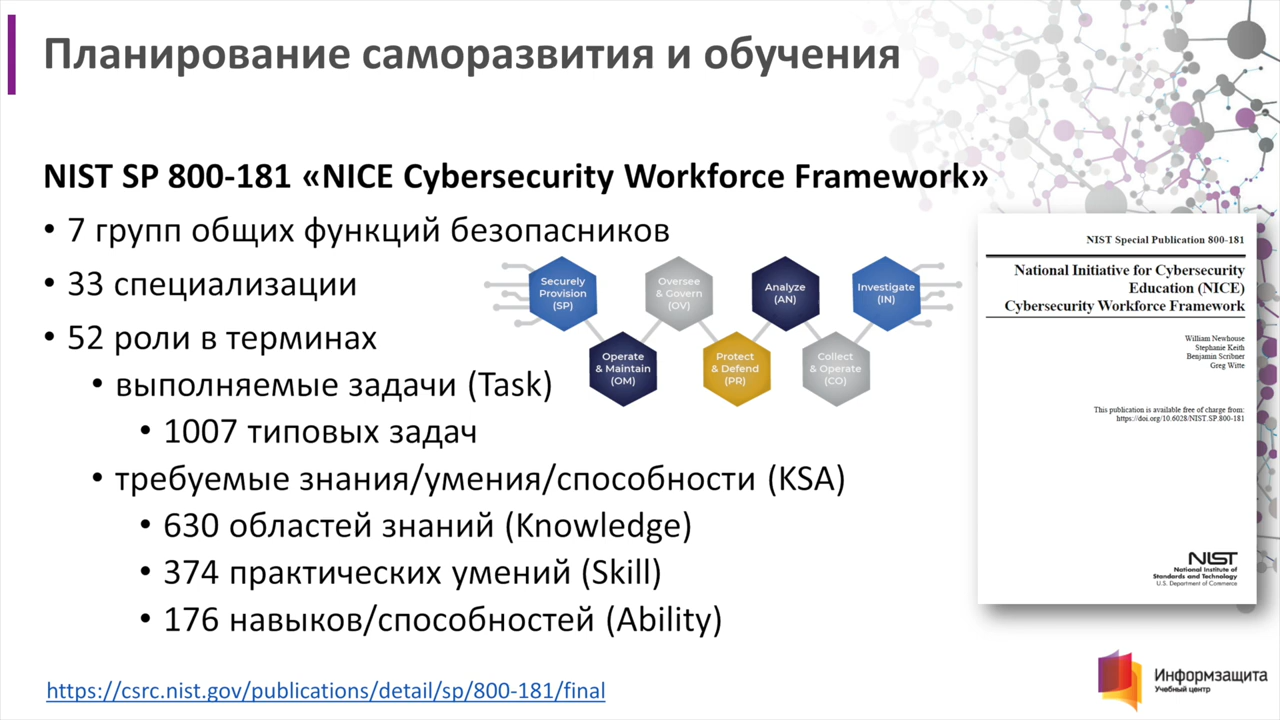 Планирование саморазвития и обучения
NIST SP 800-181 «NICE Cybersecurity Workforce Framework»
• 7 групп общих функций безопасников
• 33 специализации
• 52 роли в терминах
• выполняемые задачи (Task)
• 1007 типовых задач
• требуемые знания/умения/способности (KSA)
• 630 областей знаний (Knowledge)
• 374 практических умений (Skill)
• 176 навыков/способностей (Ability)
https://csrc.nist.gov/publications/detail/sp/800-181/final
Securely
Provision
(SP)
Oversee
& Govern
(OV)
Analyze
(AN)
Investigate
(IN)
Operate
& Maintain
(OM)
Protect
& Defend
(PR)
Collect
& Operate
(CO)
NIST Special Publication 800-181
National Initiative for Cybersecurity
Education (NICE)
Cybersecurity Workforce Framework
William Newhouse
Stephanie Keith
Benjamin Scribner
Greg Witte
This publication is available free of charge from:
https://doi.org/10.6028/NIST.SP.800-181
NIST
National Institute of
Standards and Technology
U.S. Department of Commerce
Информзащита
Учебный центр